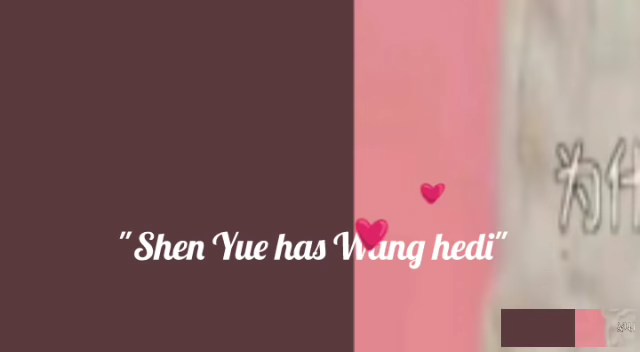 "Shen Yue has Wang hedi"
为什